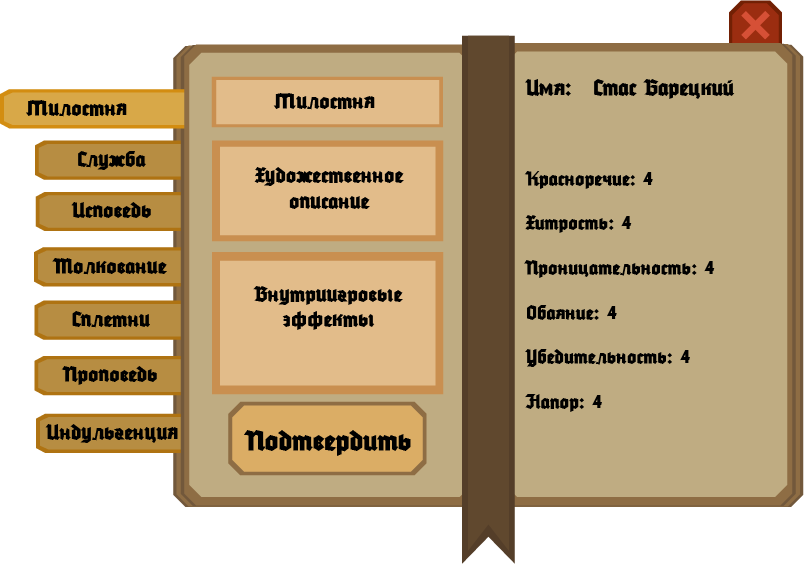 Милостня
Служба
Исповедь
Толкование
Сплетни
Проповедь
Индульгенция
Милостня
Художественное
описание
Внутриигровые
эффекты
Подтвердить
Имя: Стас Барецкий
Красноречие: 4
Хитрость: 4
Проницательность: 4
Обаяние: 4
Убедительность: 4
Напор: 4